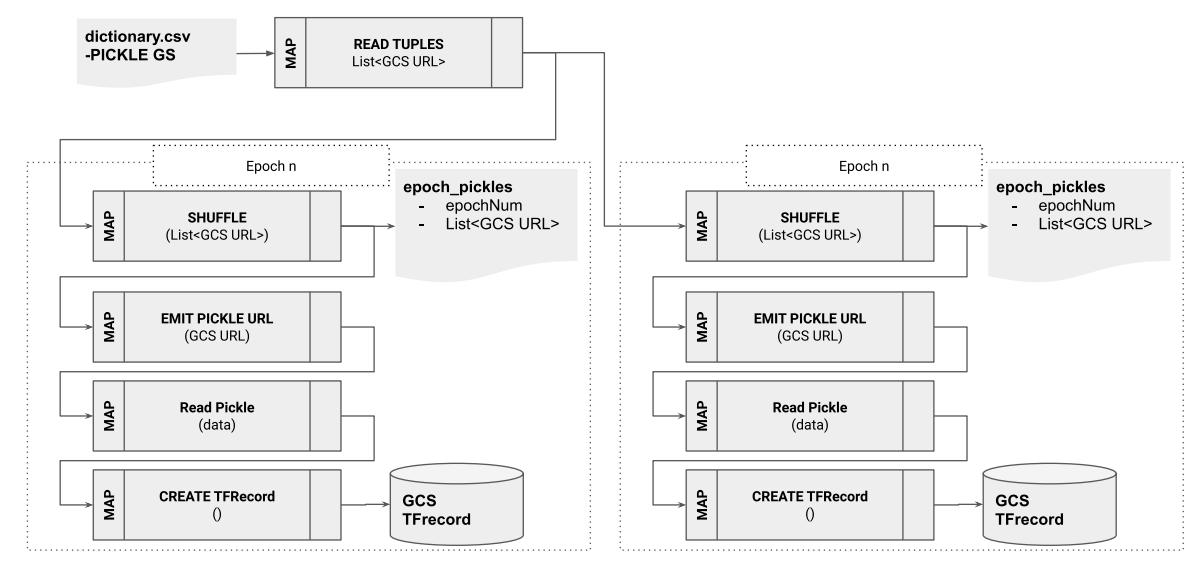 dictionary.csv
-PICKLE GS
MAP
READ TUPLES
List<GCS URL>
Epoch n
MAP
SHUFFLE
(List<GCS URL>)
epoch_pickles
- epochNum
- List<GCS URL>
MAP
EMIT PICKLE URL
(GCS URL)
MAP
Read Pickle
(data)
MAP
CREATE TFRecord
()
GCS
TFrecord
Epoch n
MAP
SHUFFLE
(List<GCS URL>)
epoch_pickles
- epochNum
- List<GCS URL>
MAP
EMIT PICKLE URL
(GCS URL)
MAP
Read Pickle
(data)
MAP
CREATE TFRecord
()
GCS
TFrecord